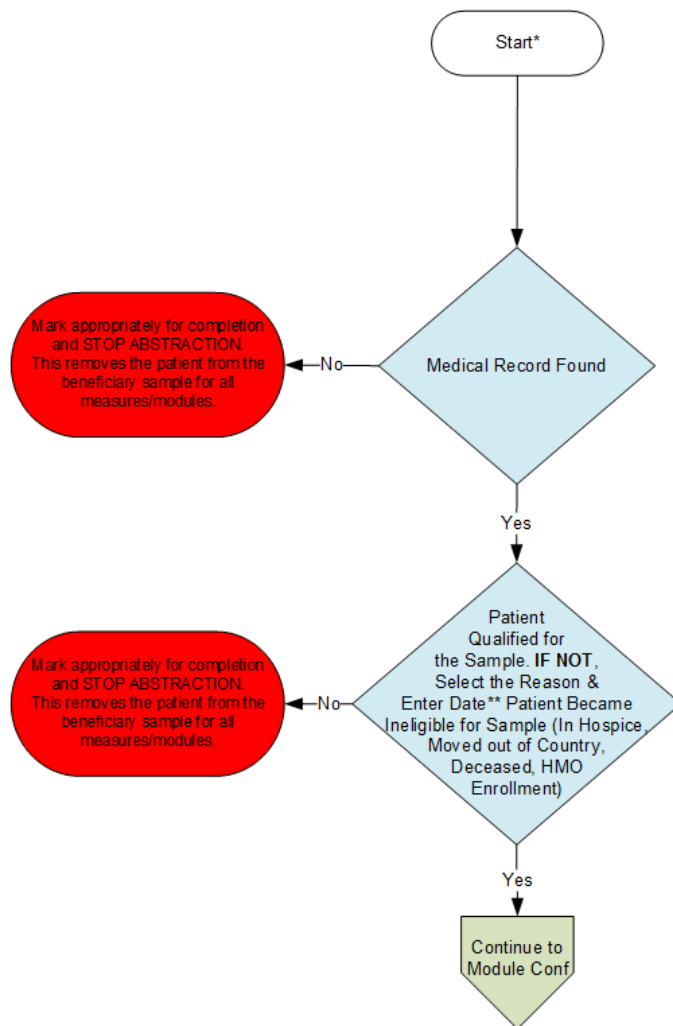 Start*
Medical Record Found
No
Mark appropriately for completion
and STOP ABSTRACTION.
This removes the patient from the
beneficiary sample for all
measures/modules.
Yes
Patient
Qualified for
the Sample. IF NOT,
Select the Reason &
Enter Date** Patient Became
Ineligible for Sample (In Hospice,
Moved out of Country,
Deceased, HMO
Enrollment)
No
Mark appropriately for completion
and STOP ABSTRACTION.
This removes the patient from the
beneficiary sample for all
measures/modules.
Yes
Continue to
Module Conf